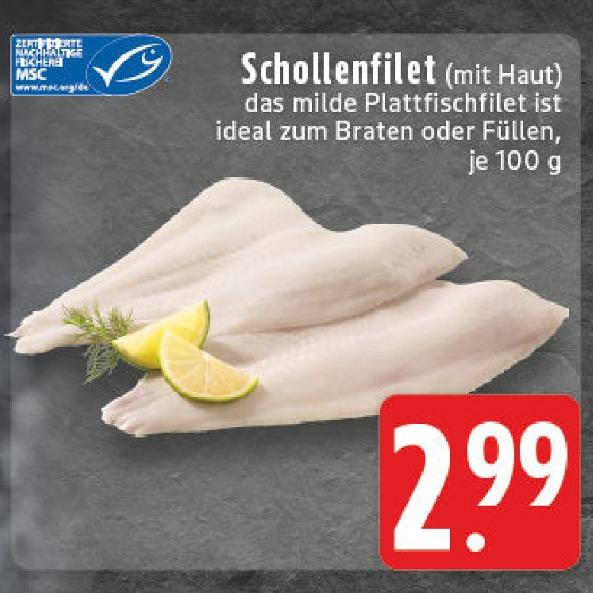 ZERTIFIZIERTE
NACHHALTIGE
FISCHEREI
MSC
www.msc.org/de
Schollenfilet (mit Haut)
das milde Plattfischfilet ist
ideal zum Braten oder Füllen,
je 100 g
2.99